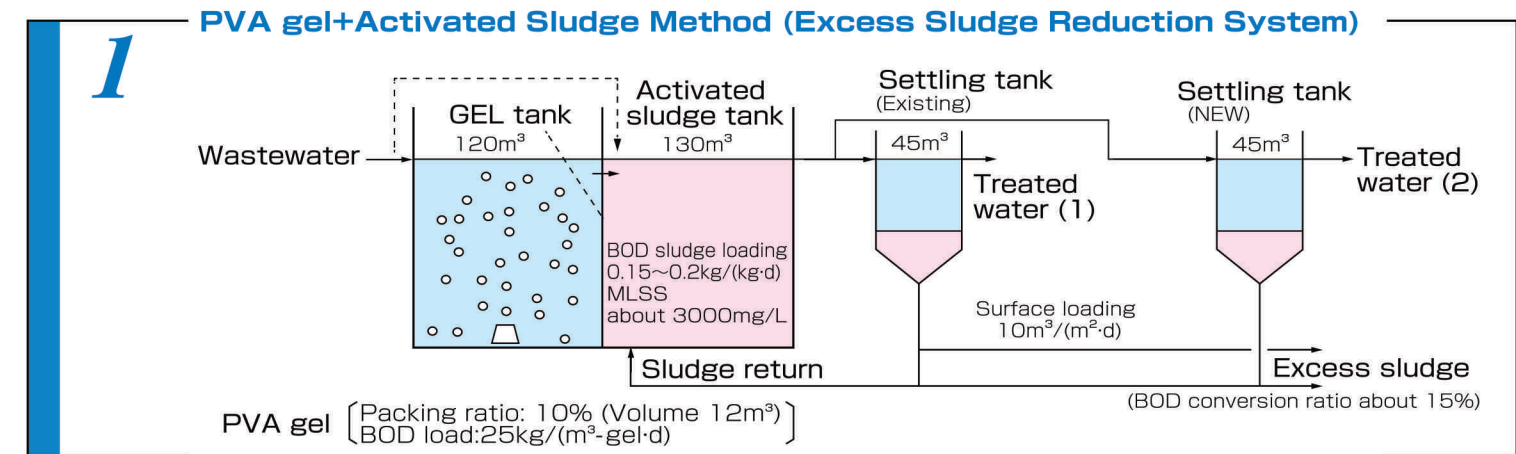 PVA gel+Activated Sludge Method (Excess Sludge Reduction System)
1
Wastewater
GEL tank
120m³
Activated
sludge tank
130m³
BOD sludge loading
0.15～0.2kg/(kg·d)
MLSS
about 3000mg/L
Settling tank
(Existing)
45m³
Treated
water (1)
Settling tank
(NEW)
45m³
Treated
water (2)
Surface loading
10m³/(m²·d)
Sludge return
Excess sludge
(BOD conversion ratio about 15%)
PVA gel
Packing ratio: 10% (Volume 12m³)
BOD load:25kg/(m³-gel·d)